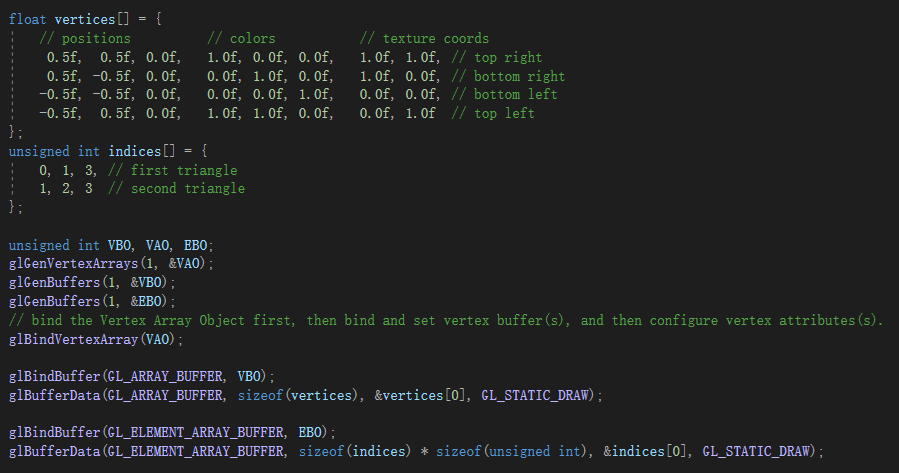 float vertices[] = {
    // positions          // colors           // texture coords
     0.5f,  0.5f, 0.0f,   1.0f, 0.0f, 0.0f,   1.0f, 1.0f, // top right
     0.5f, -0.5f, 0.0f,   0.0f, 1.0f, 0.0f,   1.0f, 0.0f, // bottom right
    -0.5f, -0.5f, 0.0f,   0.0f, 0.0f, 1.0f,   0.0f, 0.0f, // bottom left
    -0.5f,  0.5f, 0.0f,   1.0f, 1.0f, 0.0f,   0.0f, 1.0f  // top left
};
unsigned int indices[] = {
    0, 1, 3, // first triangle
    1, 2, 3  // second triangle
};
unsigned int VBO, VAO, EBO;
glGenVertexArrays(1, &VAO);
glGenBuffers(1, &VBO);
glGenBuffers(1, &EBO);
// bind the Vertex Array Object first, then bind and set vertex buffer(s), and then configure vertex attributes(s).
glBindVertexArray(VAO);
glBindBuffer(GL_ARRAY_BUFFER, VBO);
glBufferData(GL_ARRAY_BUFFER, sizeof(vertices), &vertices[0], GL_STATIC_DRAW);
glBindBuffer(GL_ELEMENT_ARRAY_BUFFER, EBO);
glBufferData(GL_ELEMENT_ARRAY_BUFFER, sizeof(indices) * sizeof(unsigned int), &indices[0], GL_STATIC_DRAW);